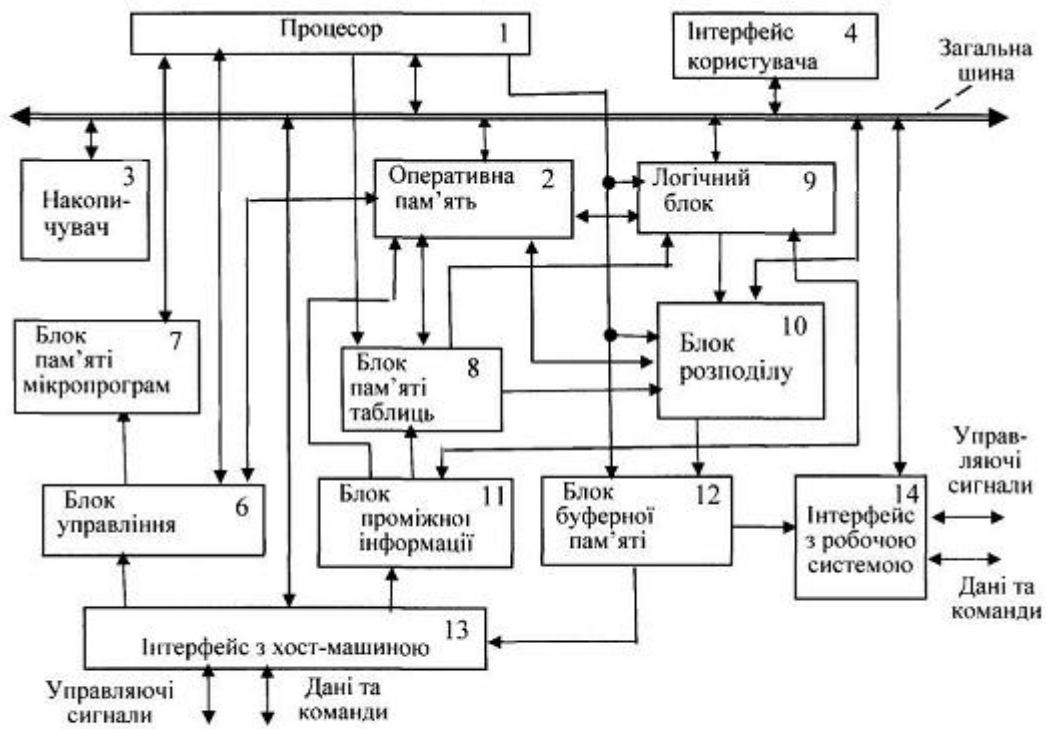 Процесор 1
Інтерфейс 4
користувача
Загальна
шина
3
Накопи-
чувач
Оперативна 2
пам’ять
Логічний 9
блок
Блок 7
пам’яті
мікропрограм
Блок 8
пам’яті
таблиць
10
Блок
розподілу
Блок 6
управління
Блок 11
проміжної
інформації
Блок 12
буферної
пам’яті
14
Інтерфейс
з робочою
системою
Управ-
ляючі
сигнали
Дані та
команди
13
Інтерфейс з хост-машиною
Управляючі
сигнали
Дані та
команди